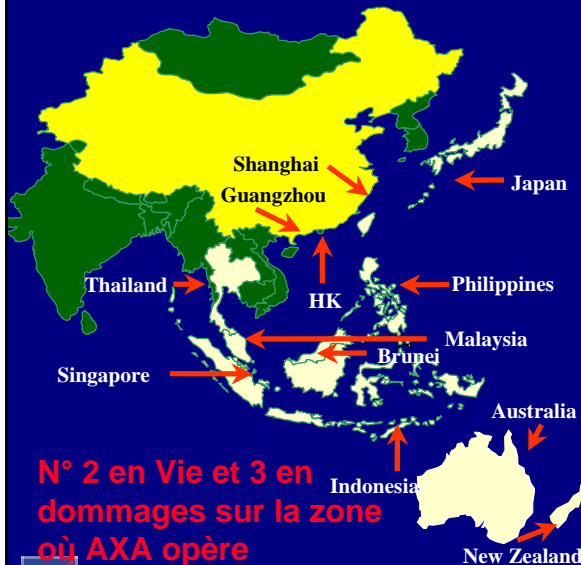 Shanghai
Guangzhou
Japan
Thailand
HK
Philippines
Malaysia
Brunei
Singapore
Australia
Indonesia
N° 2 en Vie et 3 en
dommages sur la zone
où AXA opère
New Zealand